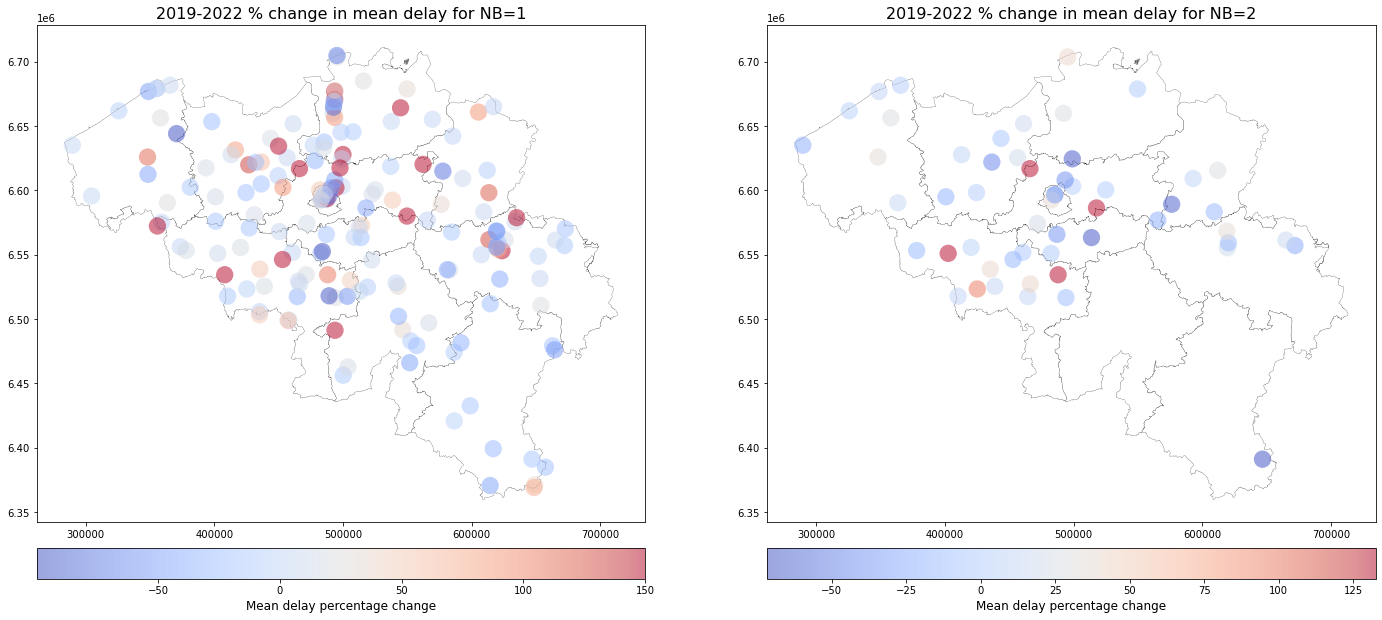 2019-2022 % change in mean delay for NB=1
1e6
6.70
6.65
6.60
6.55
6.50
6.45
6.40
6.35
300000 400000 500000 600000 700000
−50 0 50 100 150
Mean delay percentage change
2019-2022 % change in mean delay for NB=2
1e6
6.70
6.65
6.60
6.55
6.50
6.45
6.40
6.35
300000 400000 500000 600000 700000
−50 −25 0 25 50 75 100 125
Mean delay percentage change